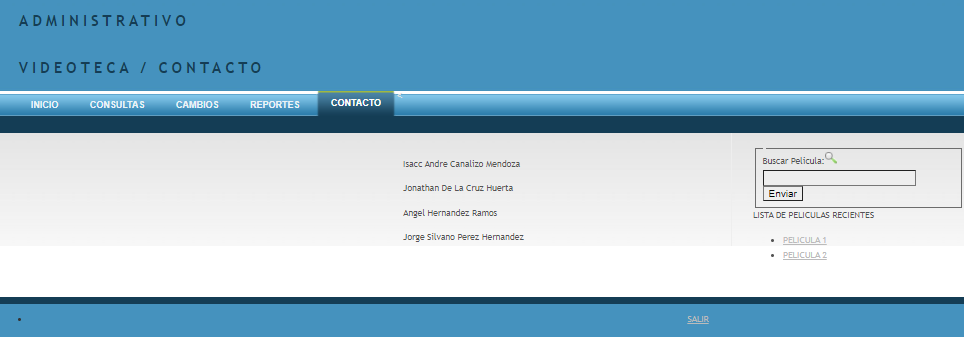 ADMINISTRATIVO
VIDEOTECA / CONTACTO
INICIO CONSULTAS CAMBIOS REPORTES CONTACTO
Isacc Andre Canalizo Mendoza
Jonathan De La Cruz Huerta
Angel Hernandez Ramos
Jorge Silvano Perez Hernandez
Buscar Película:
Enviar
LISTA DE PELICULAS RECIENTES
PELICULA 1
PELICULA 2
SALIR